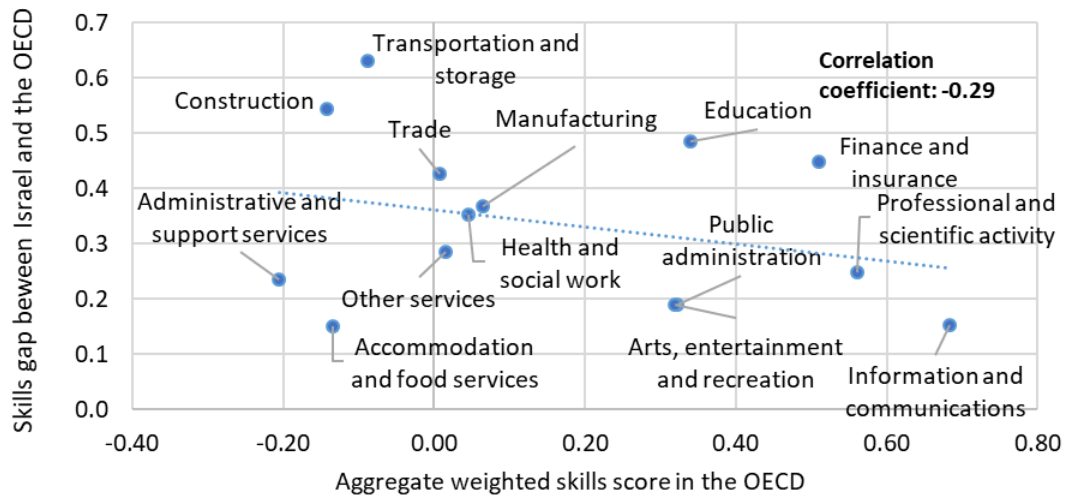 Skills gap beween Israel and the OECD
0.7
0.6
0.5
0.4
0.3
0.2
0.1
0.0
Transportation and
storage
Correlation
coefficient: -0.29
Construction
Trade
Manufacturing
Education
Finance and
insurance
Administrative and
support services
Professional and
scientific activity
Public
administration
Health and
social work
Other services
Accommodation
and food services
Arts, entertainment
and recreation
Information and
communications
-0.40
-0.20
0.00
0.20
0.40
0.60
0.80
Aggregate weighted skills score in the OECD